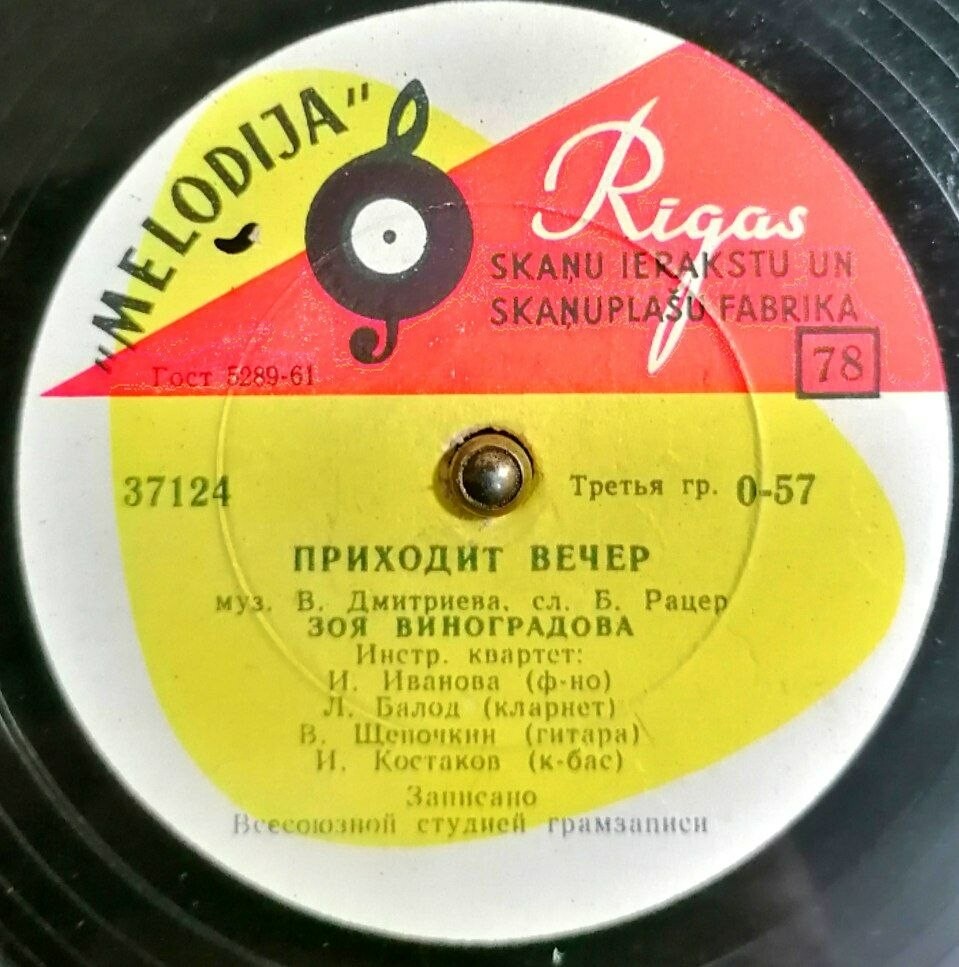 "MELODIJA"
Rigas
SKAŅU IERAKSTU UN
SKAŅUPLAŠU FABRIKA
78
Гост 5289-61
37124
Третья гр. 0-57
ПРИХОДИТ ВЕЧЕР
муз. В. Дмитриева, сл. Б. Рацер
ЗОЯ ВИНОГРАДОВА
Инстр. квартет:
И. Иванова (ф-но)
Л. Балод (кларнет)
В. Щепочкин (гитара)
И. Костаков (к-бас)
Записано
Всесоюзной студией грамзаписи